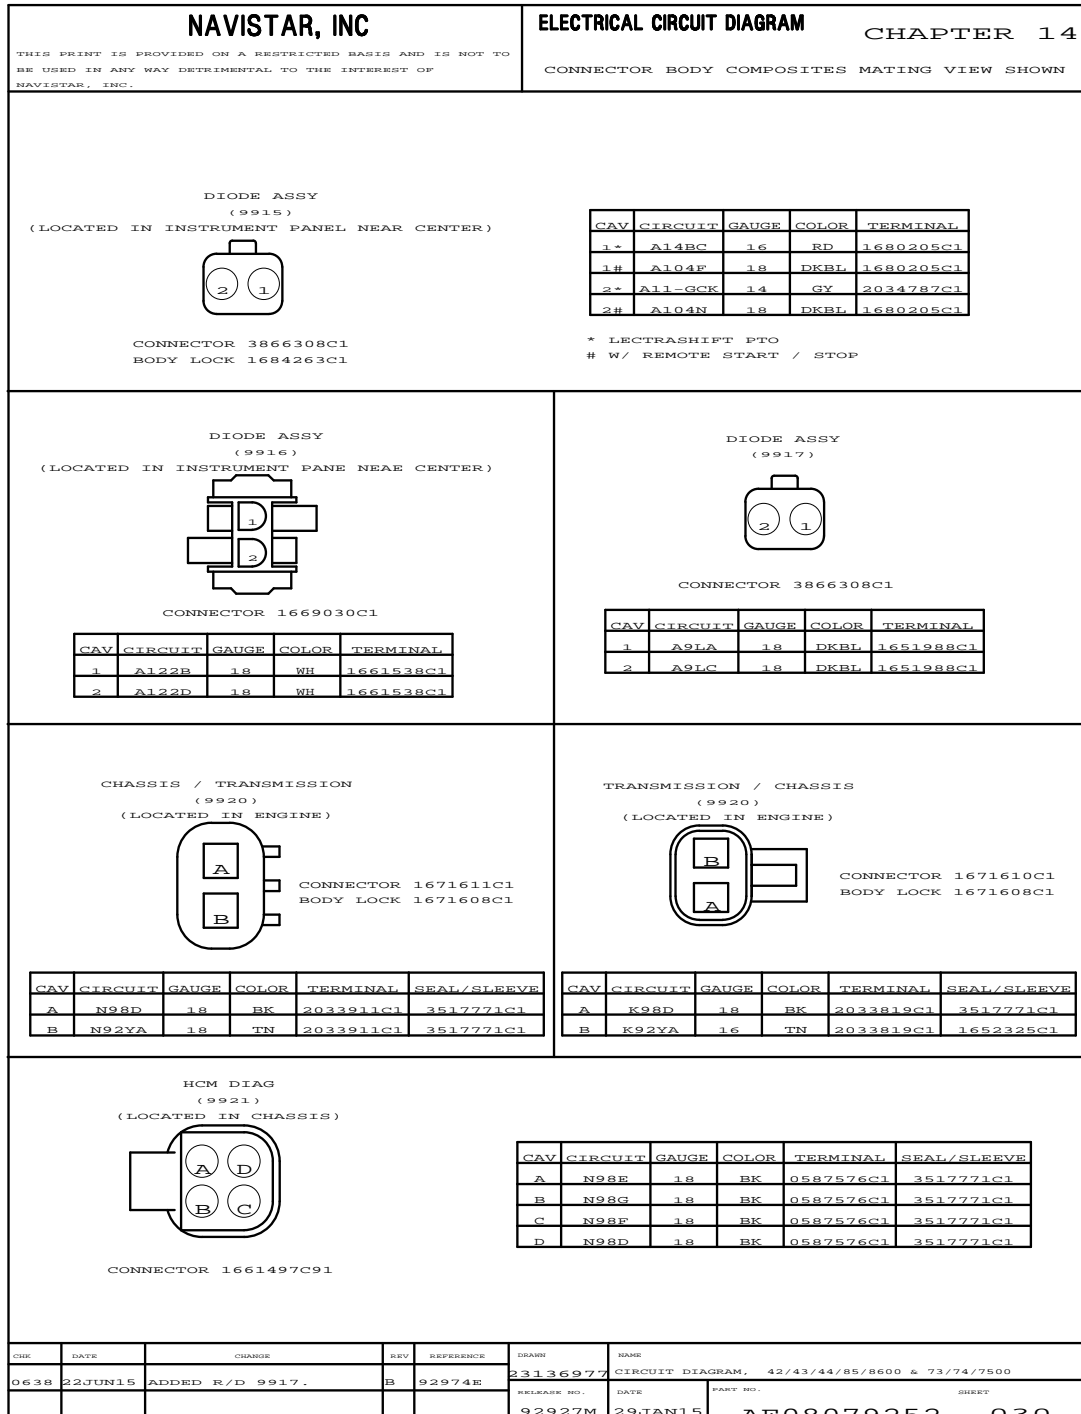 NAVISTAR, INC
THIS PRINT IS PROVIDED ON A RESTRICTED BASIS AND IS NOT TO
BE USED IN ANY WAY DETRIMENTAL TO THE INTEREST OF
NAVISTAR, INC.
ELECTRICAL CIRCUIT DIAGRAM CHAPTER 14
CONNECTOR BODY COMPOSITES MATING VIEW SHOWN
DIODE ASSY
(9915)
(LOCATED IN INSTRUMENT PANEL NEAR CENTER)
2 1
CONNECTOR 3866308C1
BODY LOCK 1684263C1
CAV CIRCUIT GAUGE COLOR TERMINAL
1* A14BC 16 RD 1680205C1
1# A104F 18 DKBL 1680205C1
2* A11-GCK 14 GY 2034787C1
2# A104N 18 DKBL 1680205C1
* LECTRASHIFT PTO
# W/ REMOTE START / STOP
DIODE ASSY
(9916)
(LOCATED IN INSTRUMENT PANE NEAE CENTER)
1
2
CONNECTOR 1669030C1
CAV CIRCUIT GAUGE COLOR TERMINAL
1 A122B 18 WH 1661538C1
2 A122D 18 WH 1661538C1
DIODE ASSY
(9917)
2 1
CONNECTOR 3866308C1
CAV CIRCUIT GAUGE COLOR TERMINAL
1 A9LA 18 DKBL 1651988C1
2 A9LC 18 DKBL 1651988C1
CHASSIS / TRANSMISSION
(9920)
(LOCATED IN ENGINE)
A
B
CONNECTOR 1671611C1
BODY LOCK 1671608C1
CAV CIRCUIT GAUGE COLOR TERMINAL SEAL/SLEEVE
A N98D 18 BK 2033911C1 3517771C1
B N92YA 18 TN 2033911C1 3517771C1
TRANSMISSION / CHASSIS
(9920)
(LOCATED IN ENGINE)
B
A
CONNECTOR 1671610C1
BODY LOCK 1671608C1
CAV CIRCUIT GAUGE COLOR TERMINAL SEAL/SLEEVE
A K98D 18 BK 2033819C1 3517771C1
B K92YA 16 TN 2033819C1 1652325C1
HCM DIAG
(9921)
(LOCATED IN CHASSIS)
A D
B C
CONNECTOR 1661497C91
CAV CIRCUIT GAUGE COLOR TERMINAL SEAL/SLEEVE
A N98E 18 BK 0587576C1 3517771C1
B N98G 18 BK 0587576C1 3517771C1
C N98F 18 BK 0587576C1 3517771C1
D N98D 18 BK 0587576C1 3517771C1
CHK DATE CHANGE REV REFERENCE
0638 22JUN15 ADDED R/D 9917. B 92974E
DRAWN
23136977
NAME
CIRCUIT DIAGRAM, 42/43/44/85/8600 & 73/74/7500
RELEASE NO.
92927M
DATE
29JAN15
PART NO. SHEET